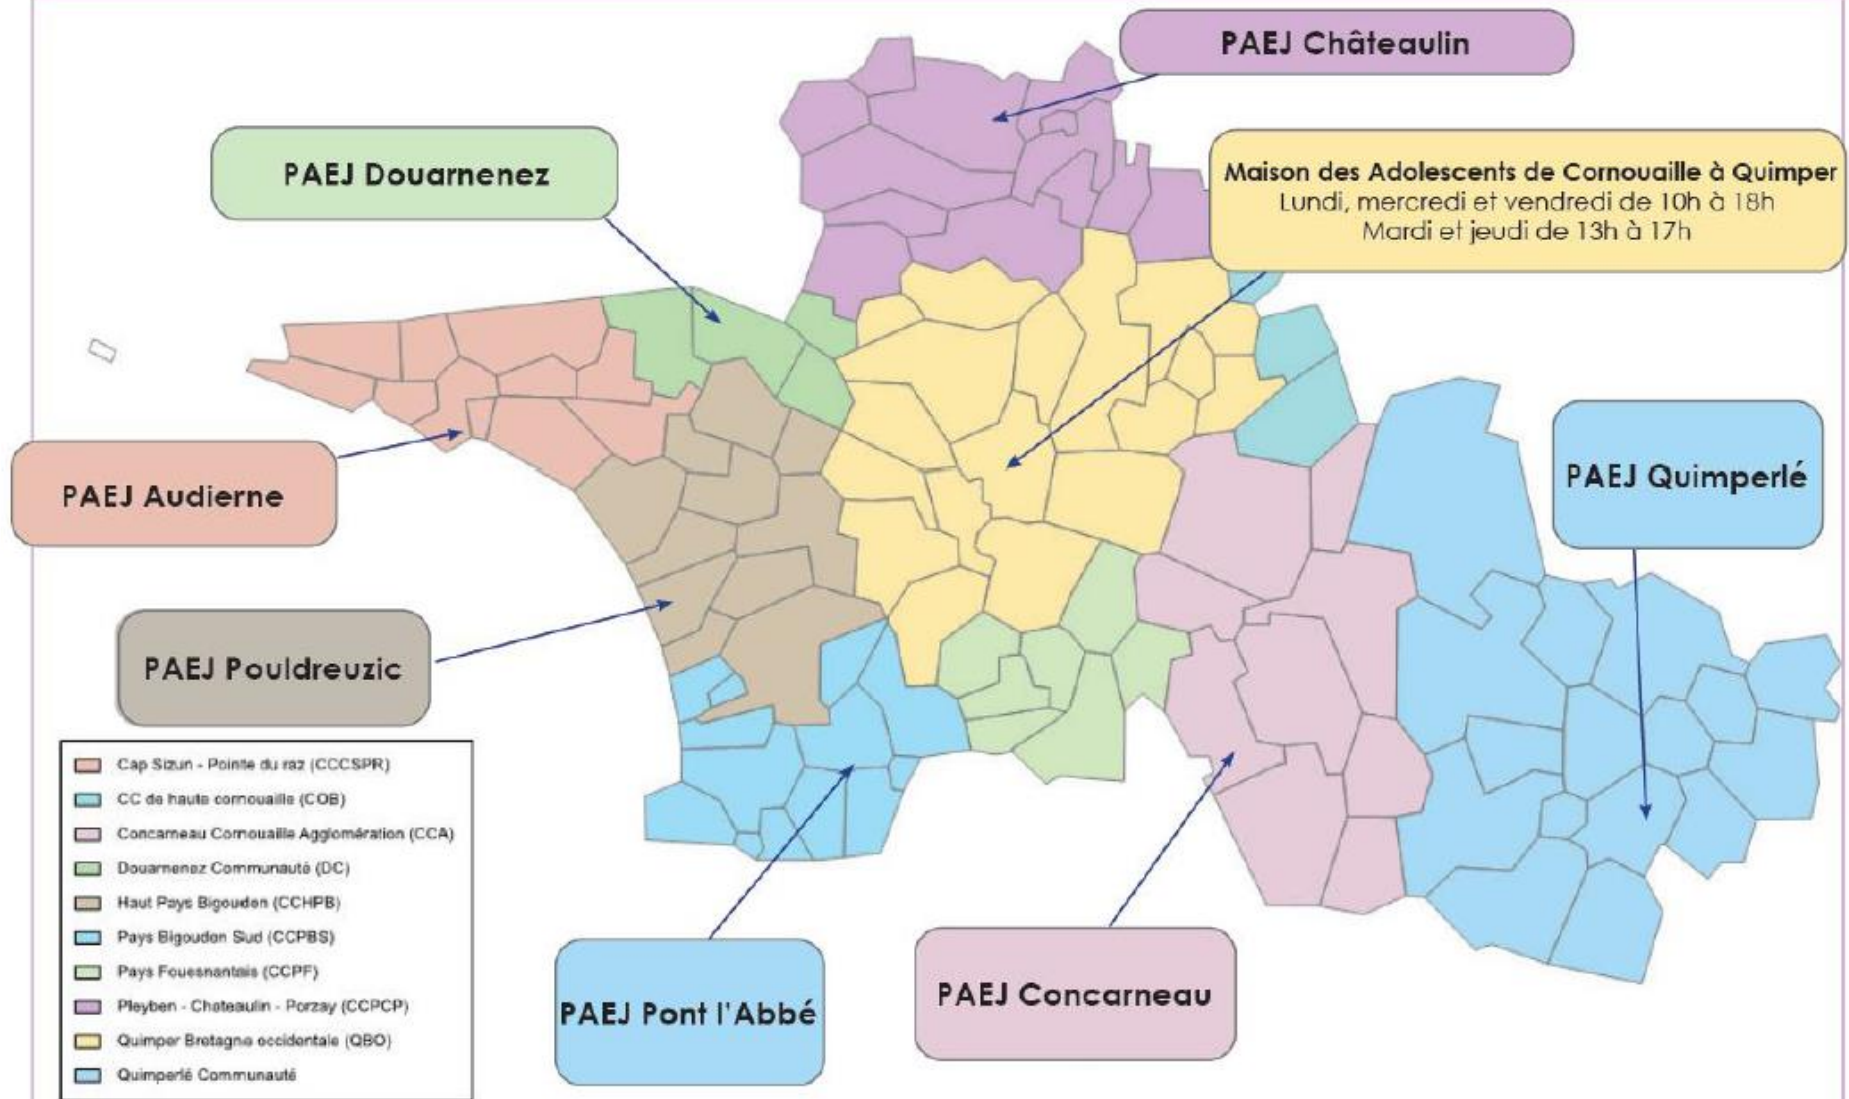 PAEJ Châteaulin
PAEJ Douarnenez
Maison des Adolescents de Cornouaille à Quimper
Lundi, mercredi et vendredi de 10h à 18h
Mardi et jeudi de 13h à 17h
PAEJ Audierne
PAEJ Quimperlé
PAEJ Pouldreuzic
Cap Sizun - Pointe du raz (CCCSPR)
CC de haute cornouaille (COB)
Concarneau Cornouaille Agglomération (CCA)
Douarnenez Communauté (DC)
Haut Pays Bigouden (CCHPB)
Pays Bigouden Sud (CCPBS)
Pays Fouesnantais (CCPF)
Pleyben - Chateaulin - Porzay (CCPCP)
Quimper Bretagne occidentale (QBO)
Quimperlé Communauté
PAEJ Pont l'Abbé
PAEJ Concarneau